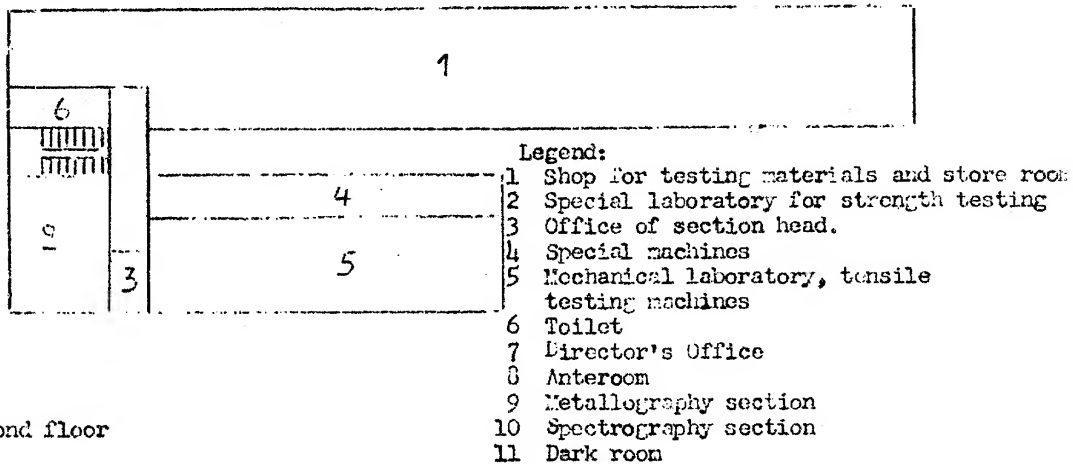 1
6
4
5
3
Legend:
1 Shop for testing materials and store room
2 Special laboratory for strength testing
3 Office of section head.
4 Special machines
5 Mechanical laboratory, tensile
testing machines
6 Toilet
7 Director's Office
8 Anteroom
9 Metallography section
10 Spectrography section
11 Dark room
ond floor